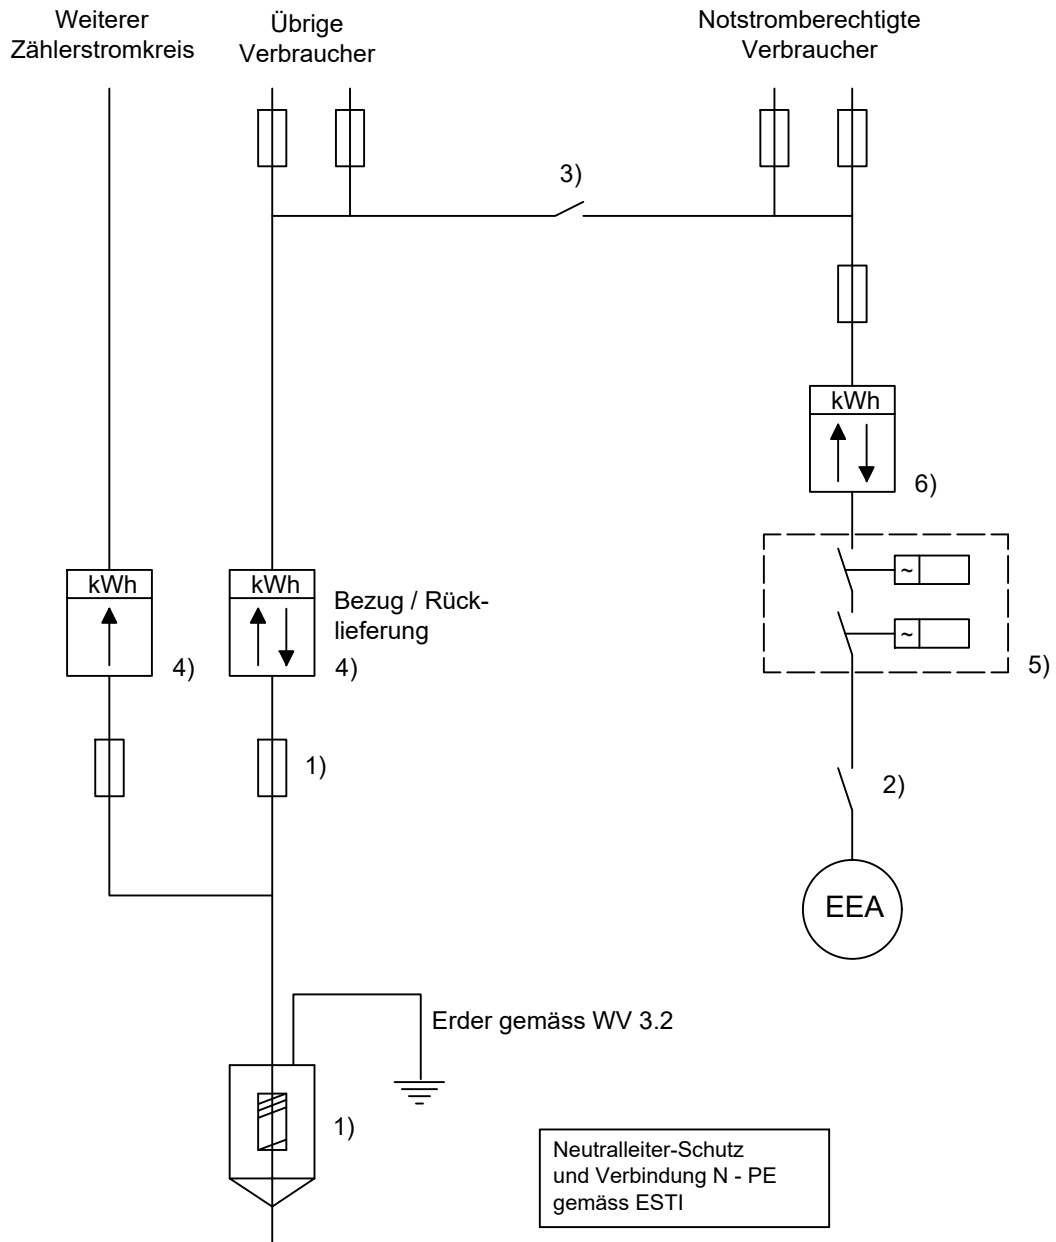 Weiterer
Zählerstromkreis
Übrige
Verbraucher
Notstromberechtigte
Verbraucher
3)
kWh
6)
~
~
5)
kWh
4)
kWh
Bezug / Rück-
lieferung
4)
1)
2)
EEA
Erder gemäss WV 3.2
1)
Neutralleiter-Schutz
und Verbindung N - PE
gemäss ESTI